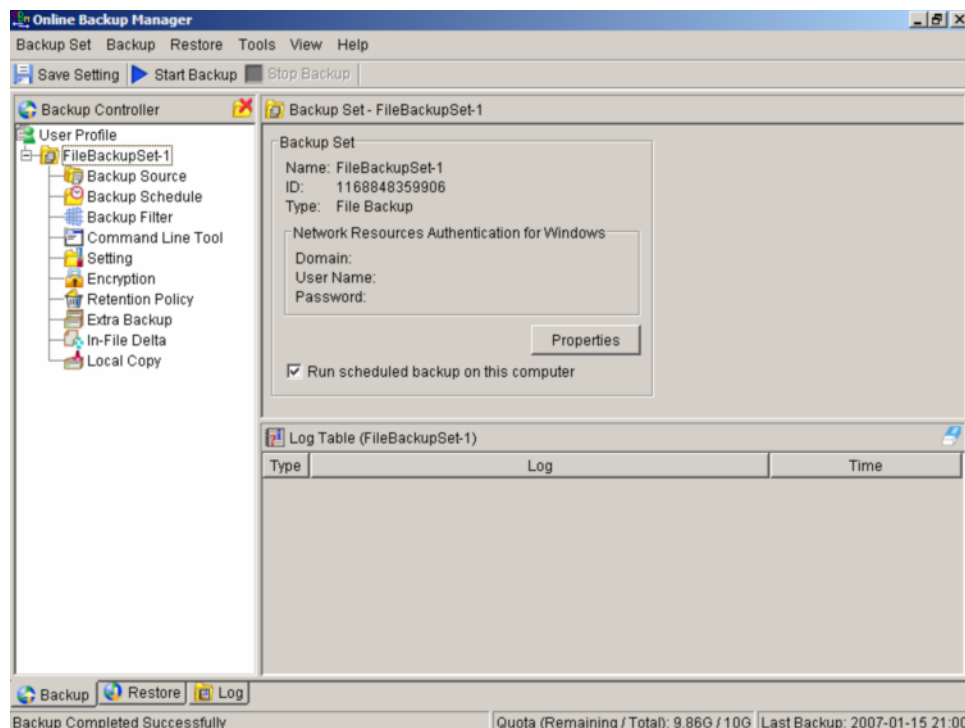 Online Backup Manager
Backup Set Backup Restore Tools View Help
Save Setting Start Backup Stop Backup
Backup Controller
User Profile
FileBackupSet-1
Backup Source
Backup Schedule
Backup Filter
Command Line Tool
Setting
Encryption
Retention Policy
Extra Backup
In-File Delta
Local Copy
Backup Set - FileBackupSet-1
Backup Set
Name: FileBackupSet-1
ID: 1168848359906
Type: File Backup
Network Resources Authentication for Windows
Domain:
User Name:
Password:
Properties
Run scheduled backup on this computer
Log Table (FileBackupSet-1)
Type Log Time
Backup Restore Log
Backup Completed Successfully Quota (Remaining / Total): 9.86G / 10G Last Backup: 2007-01-15 21:00